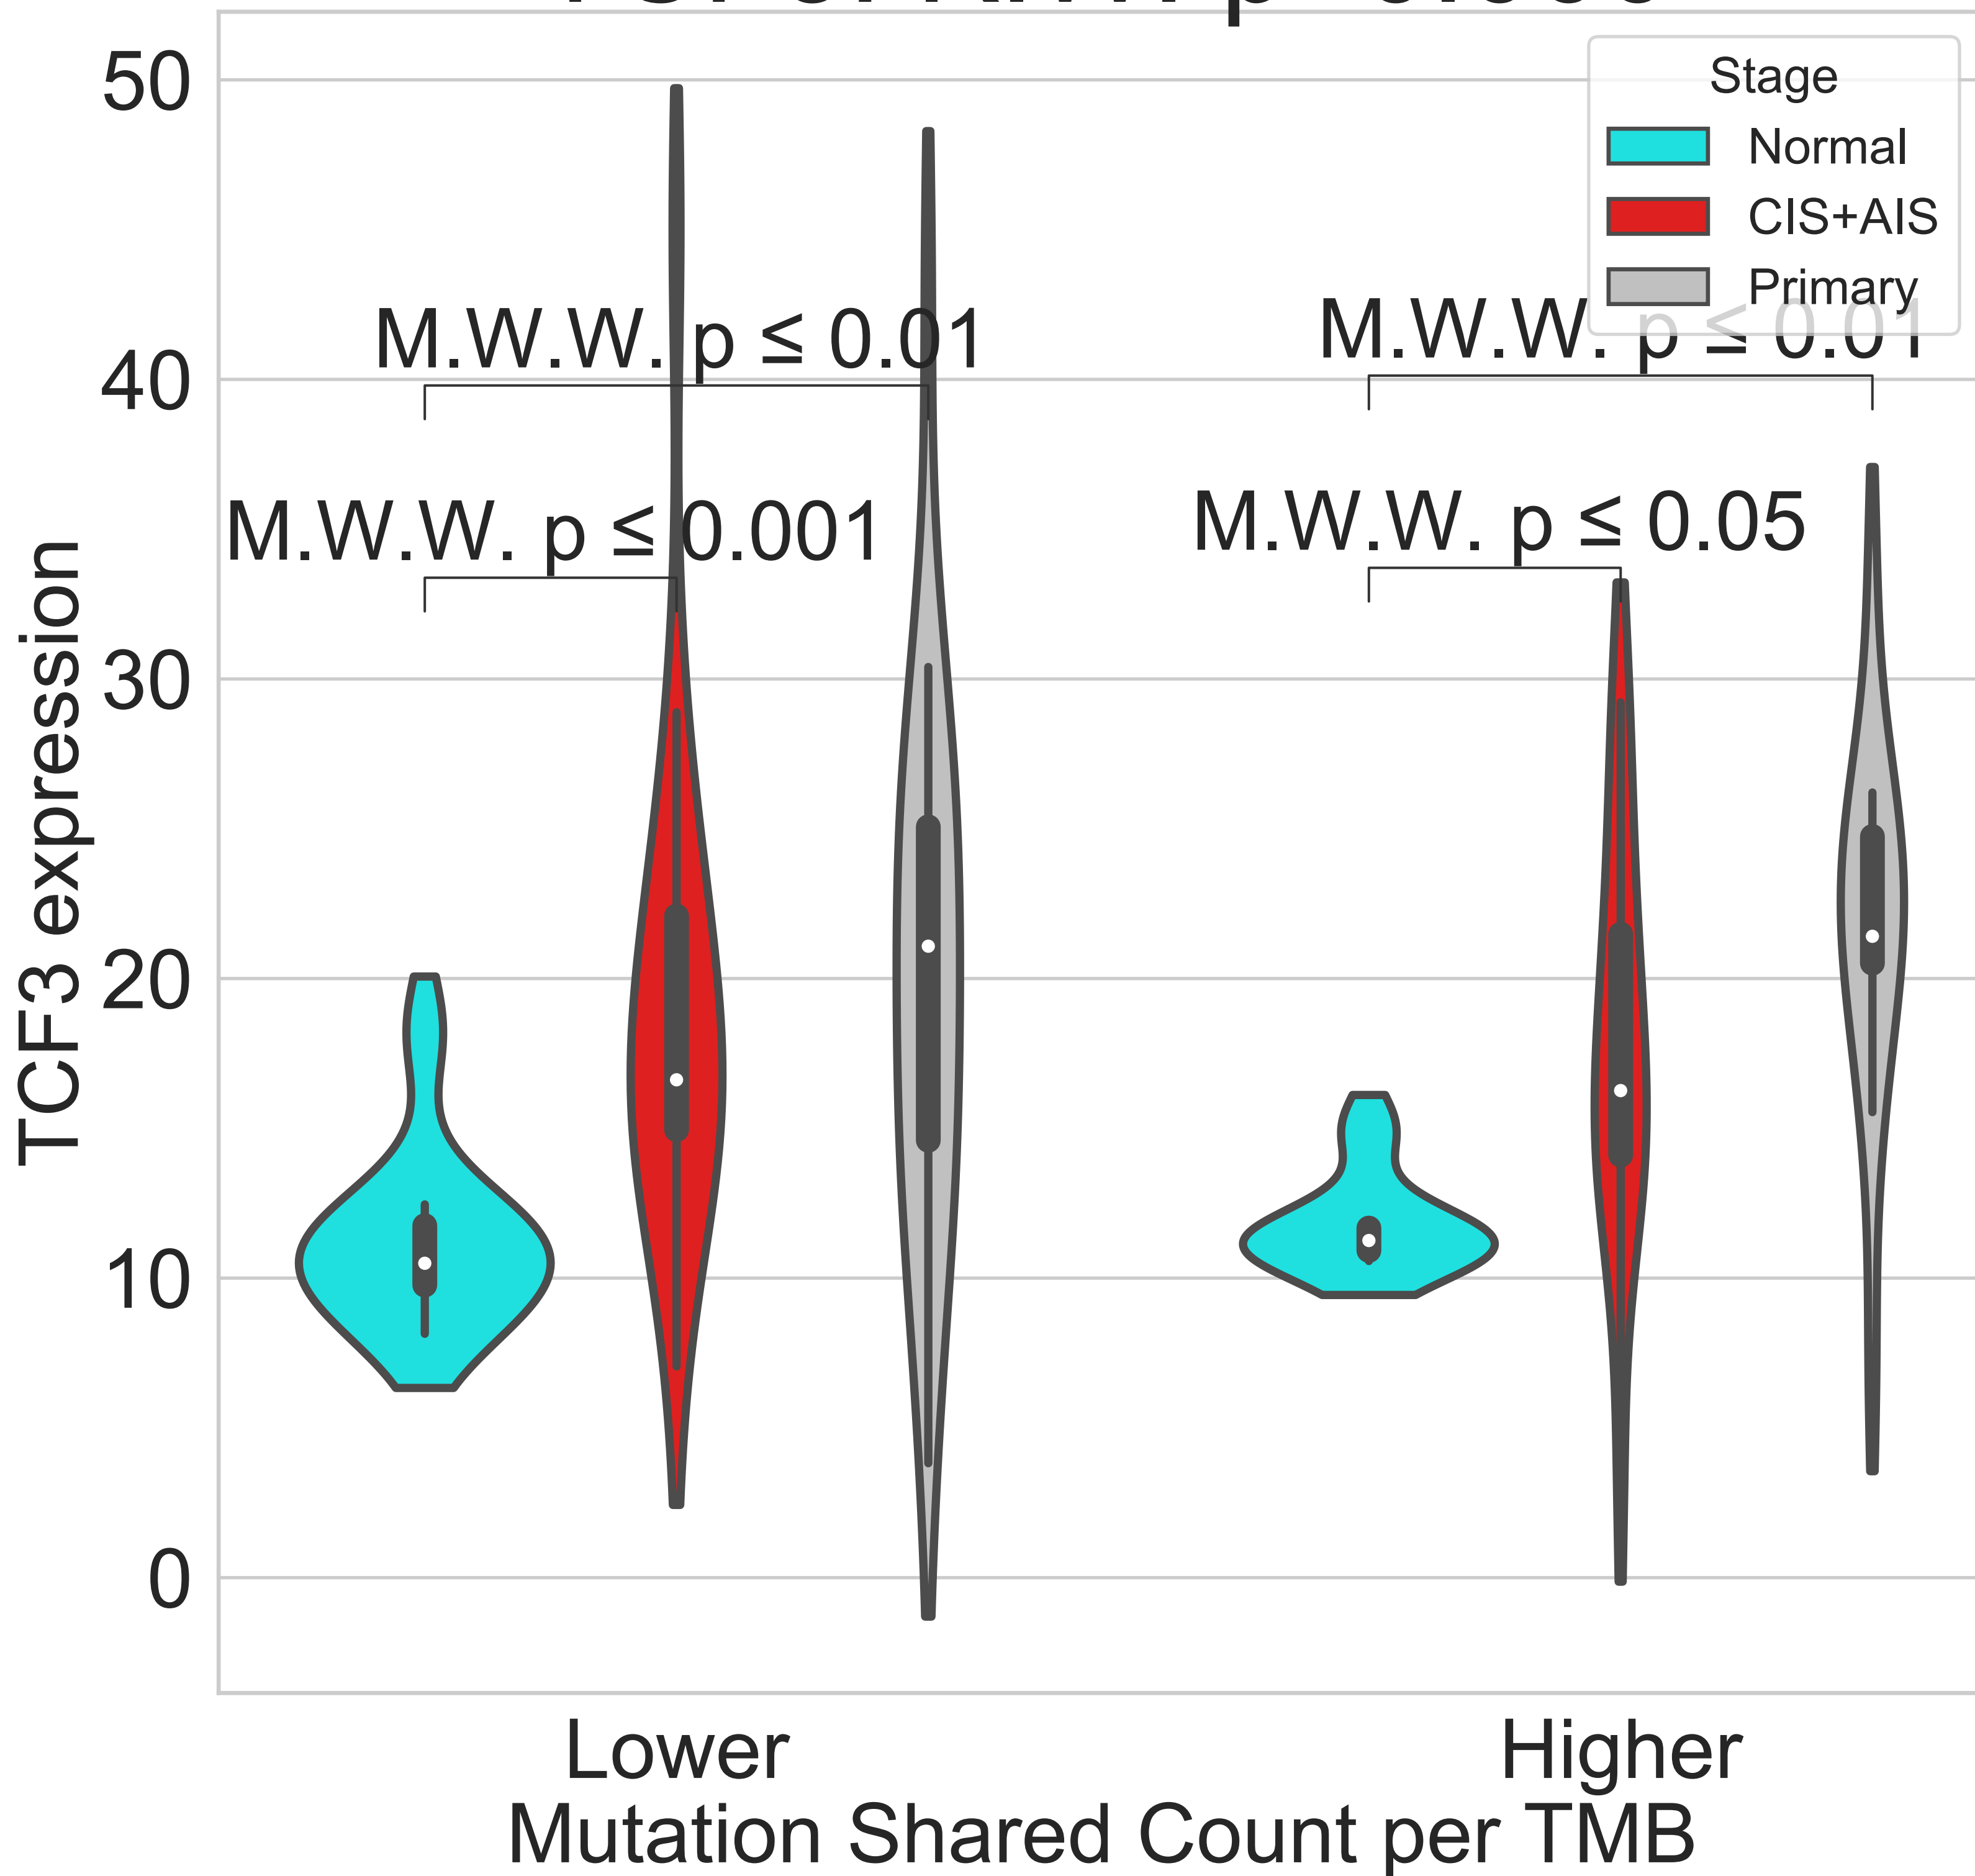 50
40
30
20
10
0
TCF3 expression
Stage
Normal
CIS+AIS
Primary
M.W.W. p ≤ 0.01
M.W.W. p ≤ 0.01
M.W.W. p ≤ 0.001
M.W.W. p ≤ 0.05
Lower
Higher
Mutation Shared Count per TMB